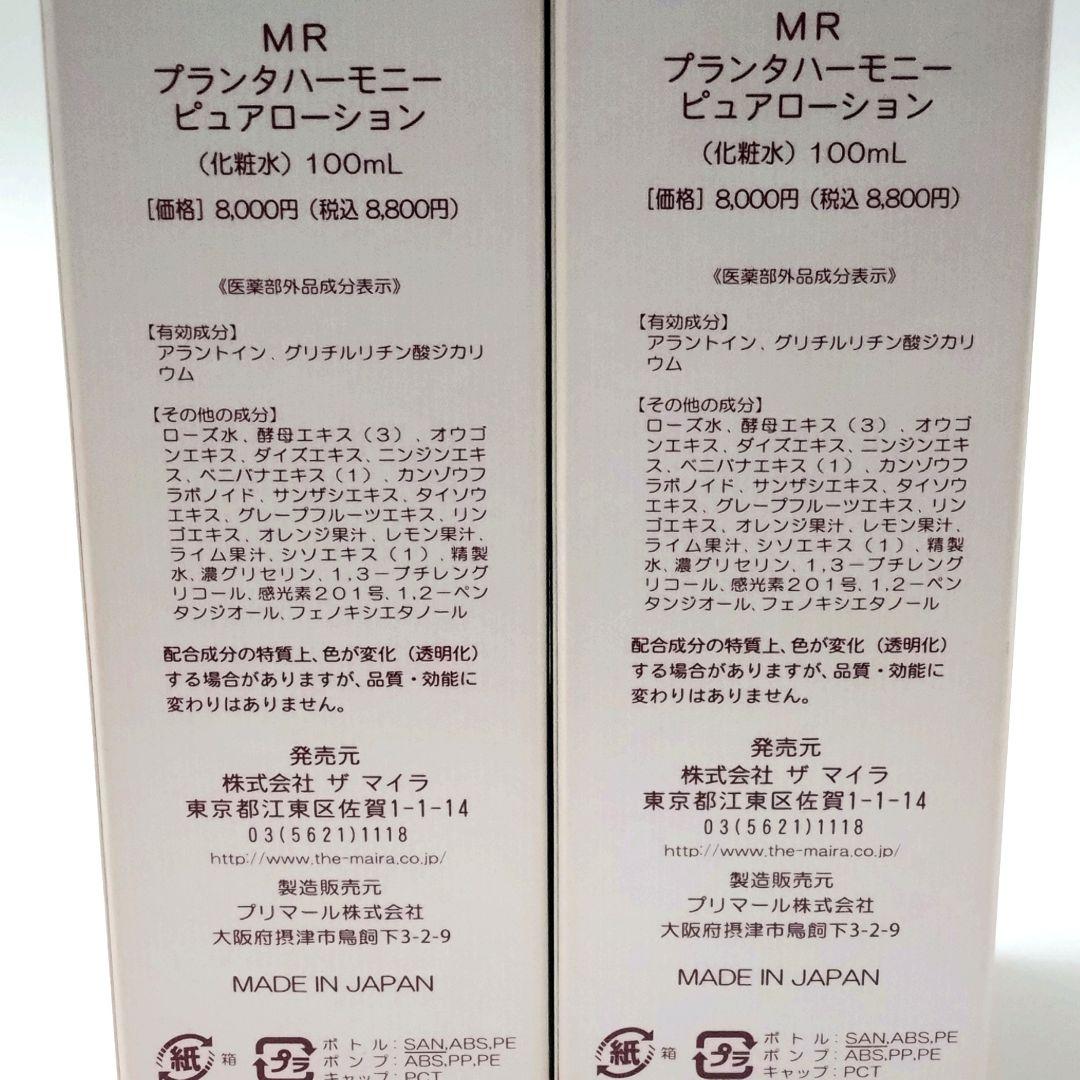 MR
プランタハーモニー
ピュアローション
(化粧水) 100mL
[価格] 8,000円 (税込 8,800円)
《医薬部外品成分表示》
【有効成分】
アラントイン、グリチルリチン酸ジカリ
ウム
【その他の成分】
ローズ水、酵母エキス(3)、オウゴ
ンエキス、ダイズエキス、ニンジンエキ
ス、ベニバナエキス(1)、カンゾウフ
ラボノイド、サンザシエキス、タイソウ
エキス、グレープフルーツエキス、リン
ゴエキス、オレンジ果汁、レモン果汁、
ライム果汁、シソエキス(1)、精製
水、濃グリセリン、1,3-ブチレング
リコール、感光素201号、1,2-ペン
タンジオール、フェノキシエタノール
配合成分の特質上、色が変化(透明化)
する場合がありますが、品質・効能に
変わりはありません。
発売元
株式会社 ザ マイラ
東京都江東区佐賀1-1-14
03(5621)1118
http://www.the-maira.co.jp/
製造販売元
プリマール株式会社
大阪府摂津市鳥飼下3-2-9
MADE IN JAPAN
紙 箱 プラ ボトル: SAN,ABS,PE
ポンプ: ABS,PP,PE
キャップ: PCT
MR
プランタハーモニー
ピュアローション
(化粧水) 100mL
[価格] 8,000円 (税込 8,800円)
《医薬部外品成分表示》
【有効成分】
アラントイン、グリチルリチン酸ジカリ
ウム
【その他の成分】
ローズ水、酵母エキス(3)、オウゴ
ンエキス、ダイズエキス、ニンジンエキ
ス、ベニバナエキス(1)、カンゾウフ
ラボノイド、サンザシエキス、タイソウ
エキス、グレープフルーツエキス、リン
ゴエキス、オレンジ果汁、レモン果汁、
ライム果汁、シソエキス(1)、精製
水、濃グリセリン、1,3-ブチレング
リコール、感光素201号、1,2-ペン
タンジオール、フェノキシエタノール
配合成分の特質上、色が変化(透明化)
する場合がありますが、品質・効能に
変わりはありません。
発売元
株式会社 ザ マイラ
東京都江東区佐賀1-1-14
03(5621)1118
http://www.the-maira.co.jp/
製造販売元
プリマール株式会社
大阪府摂津市鳥飼下3-2-9
MADE IN JAPAN
紙 箱 プラ ボトル: SAN,ABS,PE
ポンプ: ABS,PP,PE
キャップ: PCT